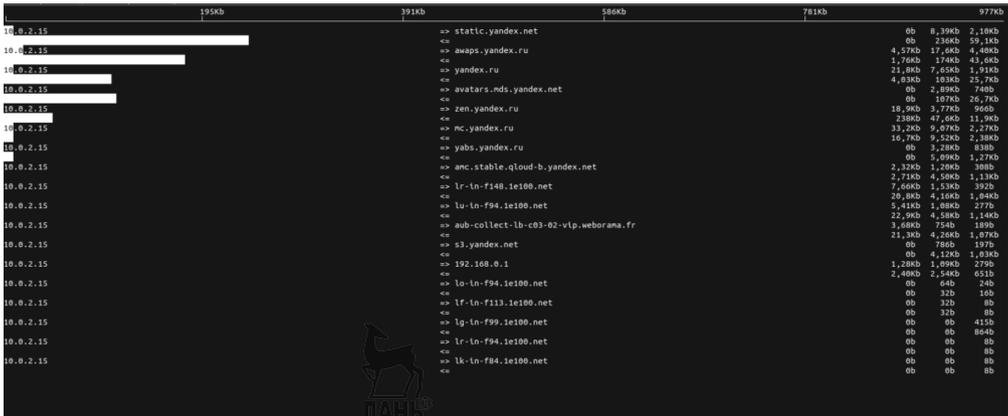 195Kb 391Kb 586Kb 781Kb 977Kb
10.0.2.15 => static.yandex.net 0b 8,39Kb 2,10Kb
<= 0b 236Kb 59,1Kb
10.0.2.15 => awaps.yandex.ru 4,57Kb 17,6Kb 4,40Kb
<= 1,76Kb 174Kb 43,6Kb
10.0.2.15 => yandex.ru 21,8Kb 7,65Kb 1,91Kb
<= 4,03Kb 103Kb 25,7Kb
10.0.2.15 => avatars.mds.yandex.net 0b 2,89Kb 740b
<= 0b 107Kb 26,7Kb
10.0.2.15 => zen.yandex.ru 18,9Kb 3,77Kb 966b
<= 238Kb 47,6Kb 11,9Kb
10.0.2.15 => mc.yandex.ru 33,2Kb 9,07Kb 2,27Kb
<= 16,7Kb 9,52Kb 2,38Kb
10.0.2.15 => yabs.yandex.ru 0b 3,28Kb 838b
<= 0b 5,09Kb 1,27Kb
10.0.2.15 => amc.stable.qloud-b.yandex.net 2,32Kb 1,20Kb 308b
<= 2,71Kb 4,50Kb 1,13Kb
10.0.2.15 => lr-in-f148.1e100.net 7,66Kb 1,53Kb 392b
<= 20,8Kb 4,16Kb 1,04Kb
10.0.2.15 => lu-in-f94.1e100.net 5,41Kb 1,08Kb 277b
<= 22,9Kb 4,58Kb 1,14Kb
10.0.2.15 => aub-collect-lb-c03-02-vip.weborama.fr 3,68Kb 754b 189b
<= 21,3Kb 4,26Kb 1,07Kb
10.0.2.15 => s3.yandex.net 0b 786b 197b
<= 0b 4,12Kb 1,03Kb
10.0.2.15 => 192.168.0.1 1,28Kb 1,09Kb 279b
<= 2,40Kb 2,54Kb 651b
10.0.2.15 => lo-in-f94.1e100.net 0b 64b 24b
<= 0b 32b 16b
10.0.2.15 => lf-in-f113.1e100.net 0b 32b 8b
<= 0b 32b 8b
10.0.2.15 => lg-in-f99.1e100.net 0b 0b 415b
<= 0b 0b 864b
10.0.2.15 => lr-in-f94.1e100.net 0b 0b 8b
<= 0b 0b 8b
10.0.2.15 => lk-in-f84.1e100.net 0b 0b 8b
<= 0b 0b 8b
ЛАНЬ®